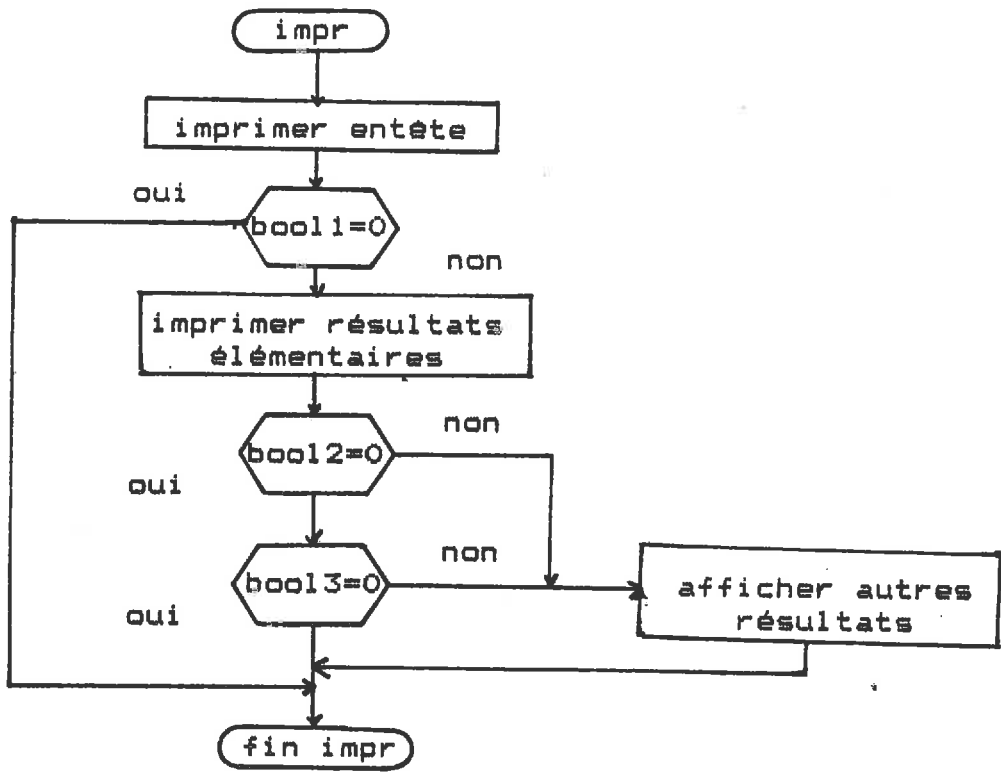 impr
imprimer entête
oui
bool1=0
non
imprimer résultats
élémentaires
non
bool2=0
oui
non
bool3=0
afficher autres
résultats
oui
fin impr